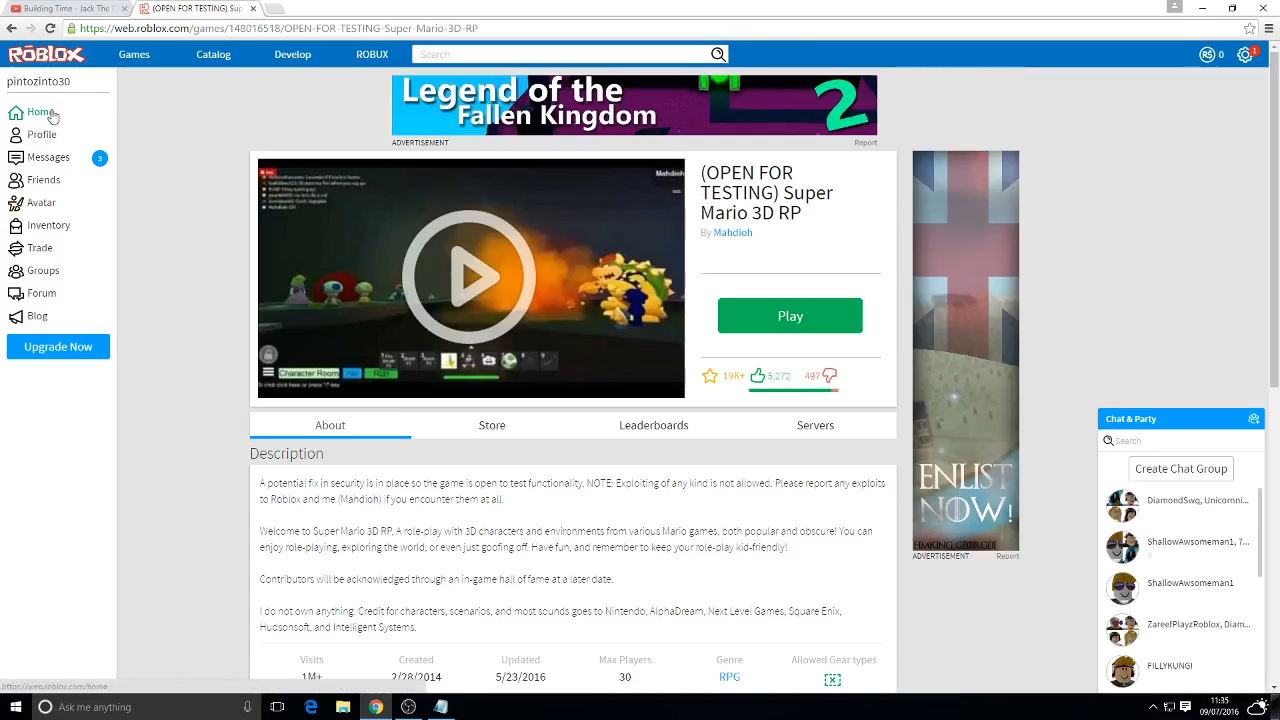 Building Time - Jack The D
(OPEN FOR TESTING) Sup
https://web.roblox.com/games/148016518/OPEN-FOR-TESTING-Super-Mario-3D-RP
ROBLOX
Games
Catalog
Develop
ROBUX
Search
R$ 0
1
pintozinto30
Home
Profile
Messages
3
Friends
Avatar
Inventory
Trade
Groups
Forum
Blog
Upgrade Now
Legend of the
Fallen Kingdom
2
ADVERTISEMENT
Report
Mahdioh
Character Room
Run
(OPEN FOR
TESTING) Super
Mario 3D RP
By Mahdioh
Play
19K+
5,272
497
ENLIST
NOW!
HMKING GEORGEII
ADVERTISEMENT
Report
About
Store
Leaderboards
Servers
Description
A potential fix in security is in place so the game is open to test functionality. NOTE: Exploiting of any kind is not allowed. Please report any exploits
to Roblox and me (Mahdioh) if you encounter them at all.
Welcome to Super Mario 3D RP, A role-play with 3D characters and environments from various Mario games, both popular and obscure! You can
enjoy role-playing, exploring the world, or even just goofing off. Have fun, and remember to keep your role-play kid-friendly!
Contributors will be acknowledged through an in-game hall of fame at a later date.
I do not own anything. Credit for characters, scenarios, and most sounds goes to Nintendo, AlphaDream, Next Level Games, Square Enix,
Hudsonsoft, and Intelligent Systems.
Visits
1M+
Created
2/22/2014
Updated
5/23/2016
Max Players
30
Genre
RPG
Allowed Gear types
Chat & Party
Search
Create Chat Group
DiamondSwq, Unicornni...
ShallowAwsomeman1, 7...
ShallowAwsomeman1
ZareefPlayzRoblox, Diam...
FILLYKUNGI
https://web.roblox.com/home
Ask me anything
11:35
09/07/2016